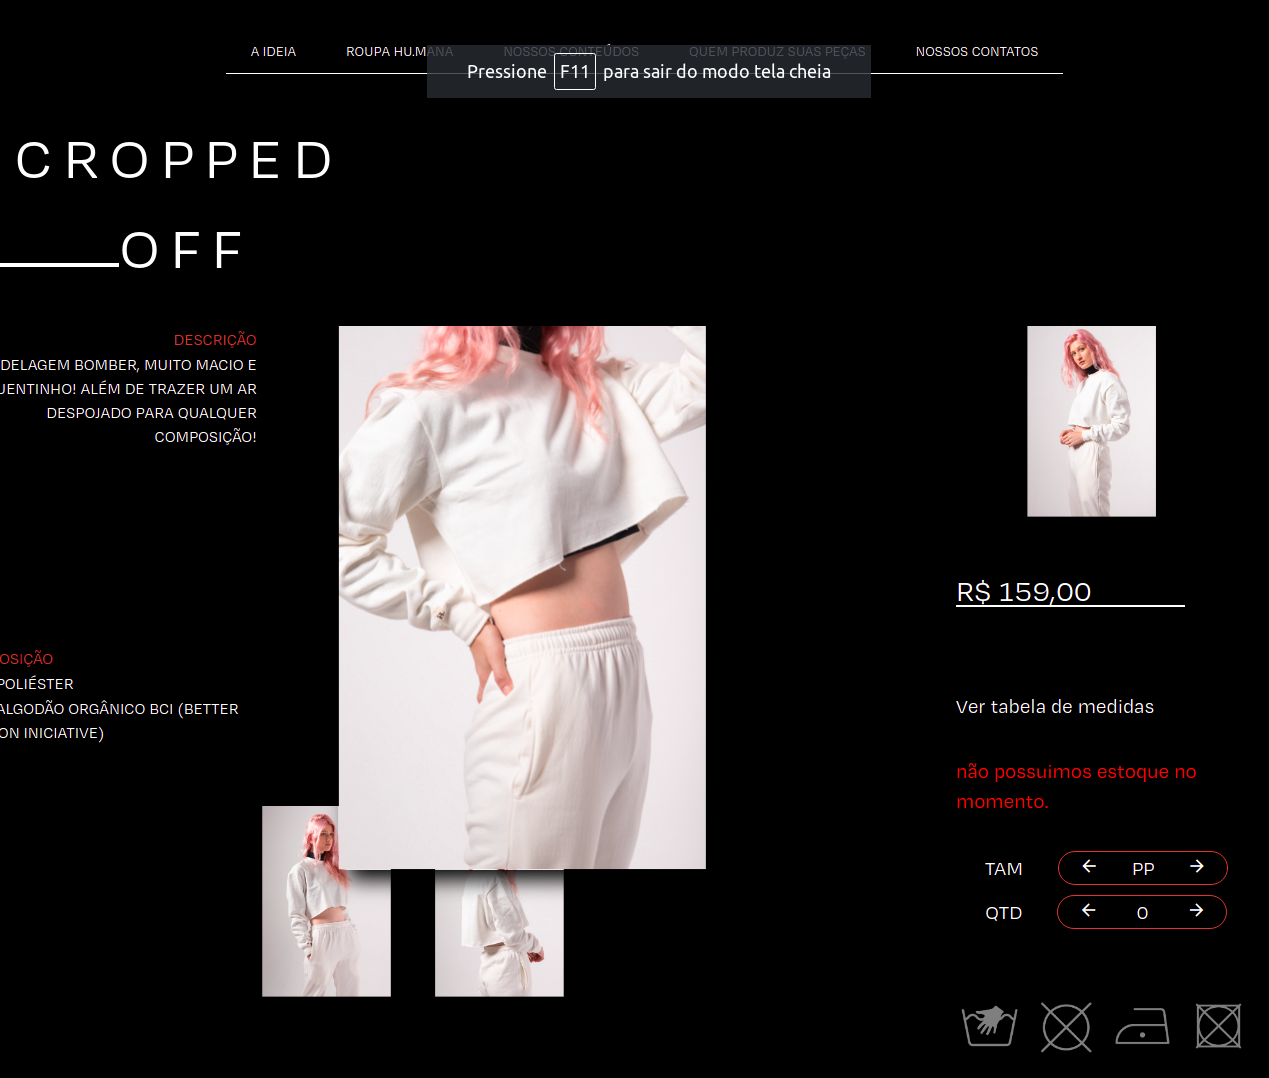 A IDEIA
ROUPA HU.MANA
NOSSOS CONTEÚDOS
QUEM PRODUZ SUAS PEÇAS
NOSSOS CONTATOS
Pressione F11 para sair do modo tela cheia
CROPPED
OFF
DESCRIÇÃO
DELAGEM BOMBER, MUITO MACIO E
UENTINHO! ALÉM DE TRAZER UM AR
DESPOJADO PARA QUALQUER
COMPOSIÇÃO!
OSIÇÃO
POLIÉSTER
ALGODÃO ORGÂNICO BCI (BETTER
ON INICIATIVE)
R$ 159,00
Ver tabela de medidas
não possuimos estoque no
momento.
TAM PP
QTD 0